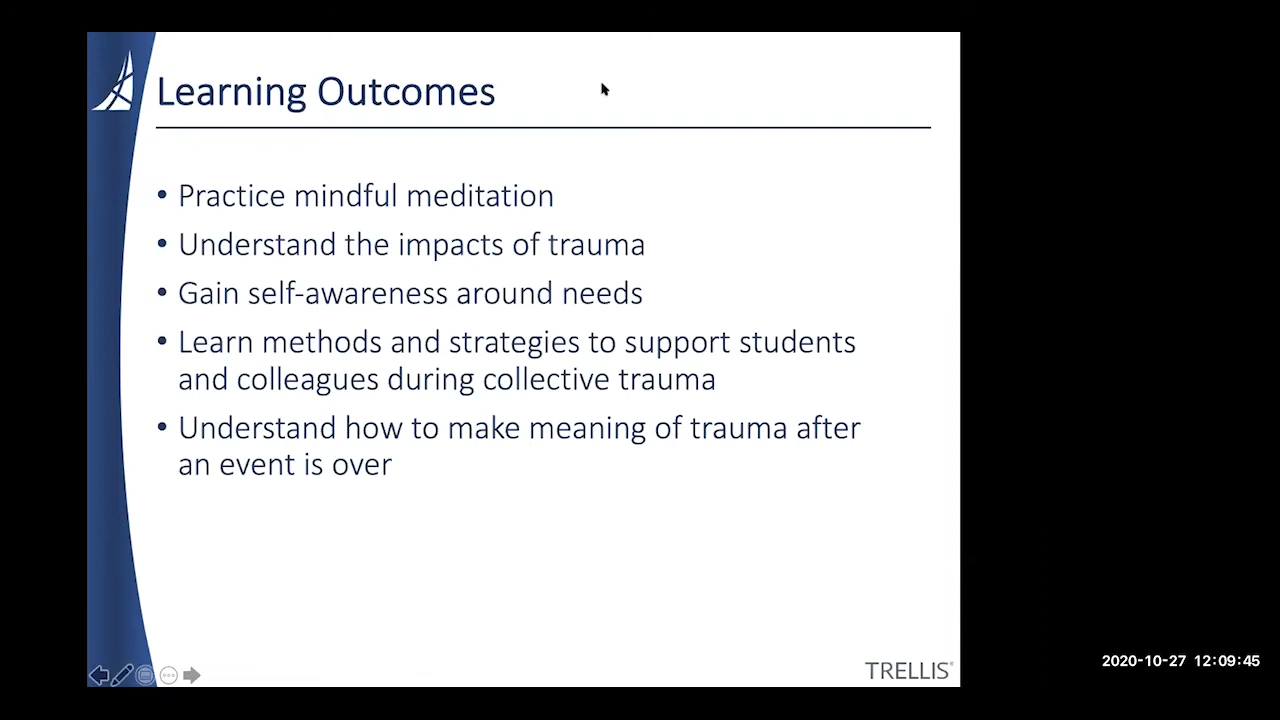 Learning Outcomes
• Practice mindful meditation
• Understand the impacts of trauma
• Gain self-awareness around needs
• Learn methods and strategies to support students
and colleagues during collective trauma
• Understand how to make meaning of trauma after
an event is over
TRELLIS®
2020-10-27 12:09:45